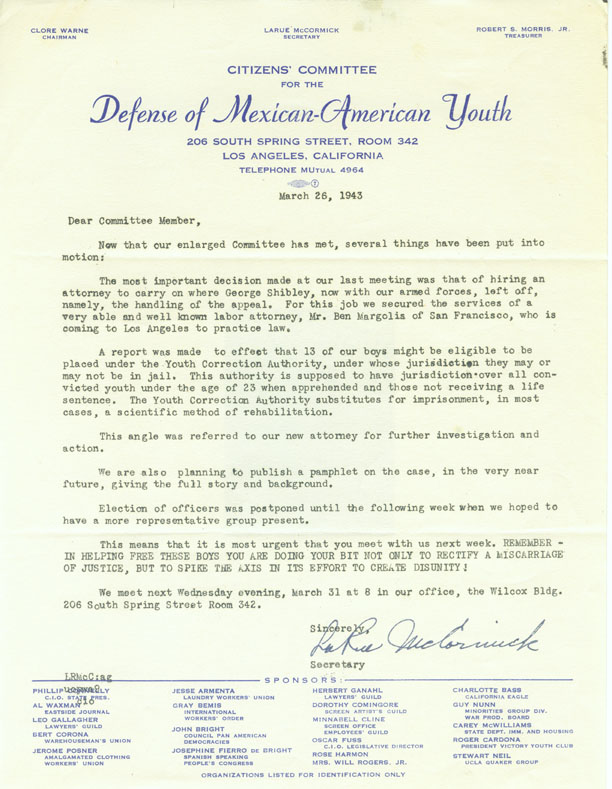 CLORE WARNE LARUE McCORMICK ROBERT S. MORRIS, JR.
CHAIRMAN SECRETARY TREASURER
CITIZENS' COMMITTEE
FOR THE
Defense of Mexican-American Youth
206 SOUTH SPRING STREET, ROOM 342
LOS ANGELES, CALIFORNIA
TELEPHONE MUTUAL 4964
March 26, 1943
Dear Committee Member,
Now that our enlarged Committee has met, several things have been put into
motion:
The most important decision made at our last meeting was that of hiring an
attorney to carry on where George Shibley, now with our armed forces, left off,
namely, the handling of the appeal. For this job we secured the services of a
very able and well known labor attorney, Mr. Ben Margolis of San Francisco, who is
coming to Los Angeles to practice law.
A report was made to effect that 13 of our boys might be eligible to be
placed under the Youth Correction Authority, under whose jurisdiction they may or
may not be in jail. This authority is supposed to have jurisdiction over all con-
victed youth under the age of 23 when apprehended and those not receiving a life
sentence. The Youth Correction Authority substitutes for imprisonment, in most
cases, a scientific method of rehabilitation.
This angle was referred to our new attorney for further investigation and
action.
We are also planning to publish a pamphlet on the case, in the very near
future, giving the full story and background.
Election of officers was postponed until the following week when we hoped to
have a more representative group present.
This means that it is most urgent that you meet with us next week. REMEMBER -
IN HELPING FREE THESE BOYS YOU ARE DOING YOUR BIT NOT ONLY TO RECTIFY A MISCARRIAGE
OF JUSTICE, BUT TO SPIKE THE AXIS IN ITS EFFORT TO CREATE DISUNITY!
We meet next Wednesday evening, March 31 at 8 in our office, the Wilcox Bldg.
206 South Spring Street Room 342.
Sincerely,
LaRue McCormick
Secretary
LRMcC:ag
SPONSORS:
PHILLIP CONNELLY
C.I.O. STATE PRES.
AL WAXMAN
EASTSIDE JOURNAL
LEO GALLAGHER
LAWYERS' GUILD
BERT CORONA
WAREHOUSEMAN'S UNION
JEROME POSNER
AMALGAMATED CLOTHING
WORKERS' UNION
JESSE ARMENTA
LAUNDRY WORKERS' UNION
GRAY BEMIS
INTERNATIONAL
WORKERS' ORDER
JOHN BRIGHT
COUNCIL PAN AMERICAN
DEMOCRACIES
JOSEPHINE FIERRO DE BRIGHT
SPANISH SPEAKING
PEOPLE'S CONGRESS
HERBERT GANAHL
LAWYERS' GUILD
DOROTHY COMINGORE
SCREEN ARTIST'S GUILD
MINNABELL CLINE
SCREEN OFFICE
EMPLOYEES' GUILD
OSCAR FUSS
C.I.O. LEGISLATIVE DIRECTOR
ROSE HARMON
MRS. WILL ROGERS, JR.
CHARLOTTE BASS
CALIFORNIA EAGLE
GUY NUNN
MINORITIES GROUP DIV.
WAR PROD. BOARD
CAREY McWILLIAMS
STATE DEPT. IMM. AND HOUSING
ROGER CARDONA
PRESIDENT VICTORY YOUTH CLUB
STEWART NEIL
UCLA QUAKER GROUP
ORGANIZATIONS LISTED FOR IDENTIFICATION ONLY